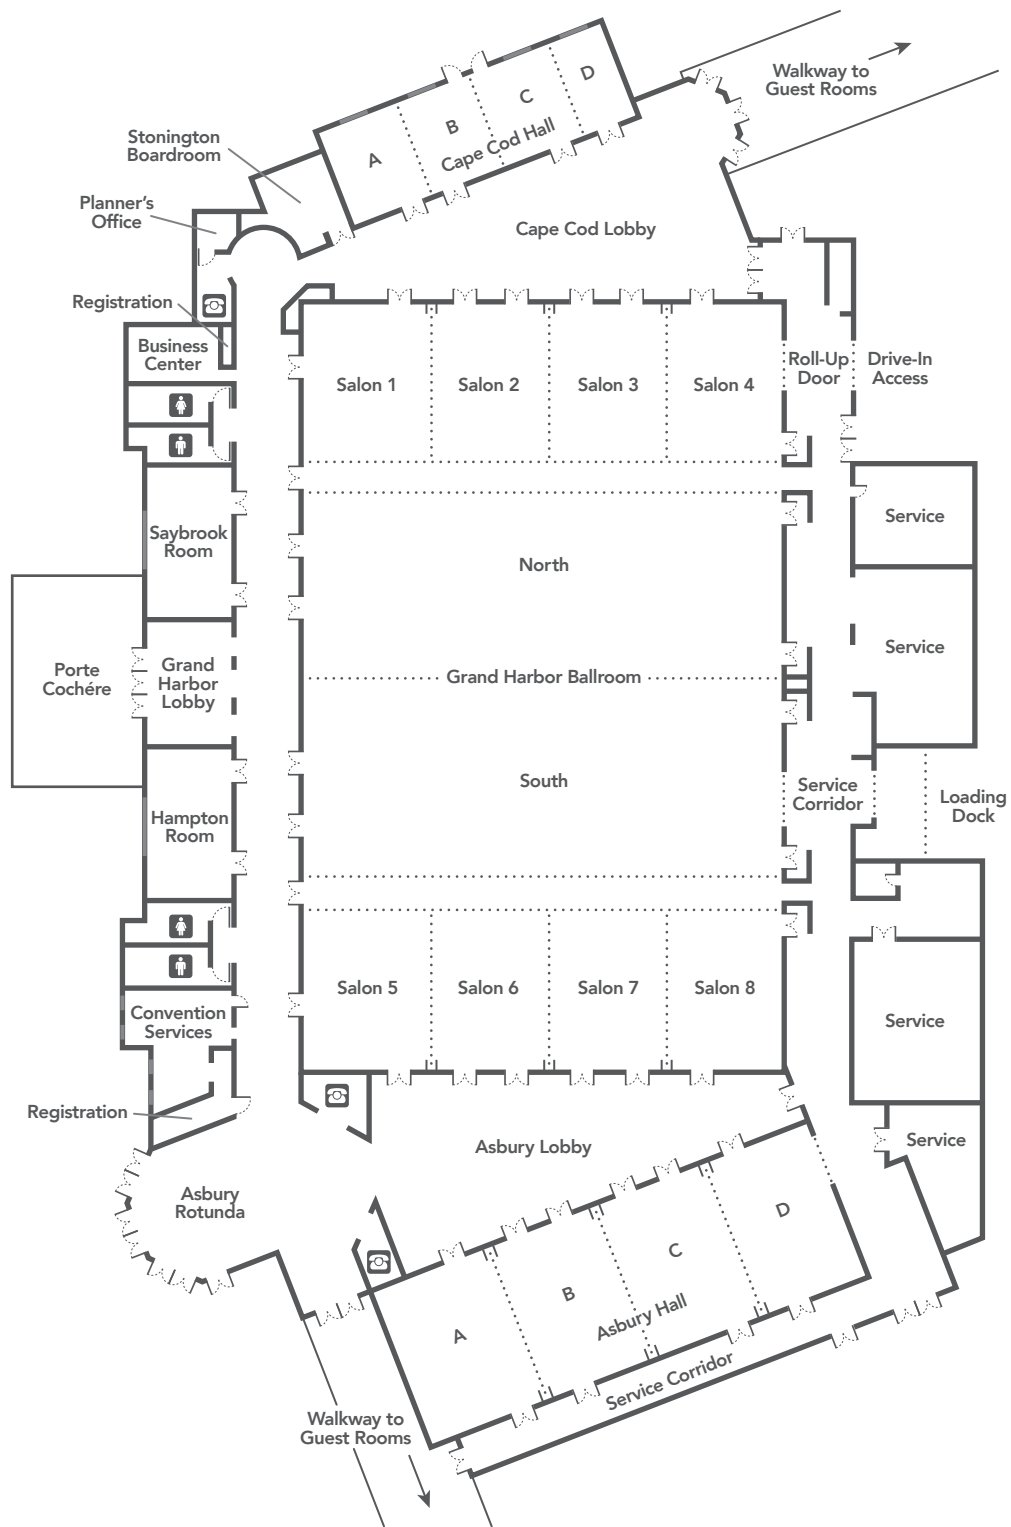 Walkway to
Guest Rooms
D
C
B
A
Cape Cod Hall
Stonington
Boardroom
Planner's
Office
Cape Cod Lobby
Registration
Business
Center
Salon 1
Salon 2
Salon 3
Salon 4
Roll-Up
Door
Drive-In
Access
Saybrook
Room
Service
North
Porte
Cochére
Grand
Harbor
Lobby
Grand Harbor Ballroom
Service
South
Hampton
Room
Service
Corridor
Loading
Dock
Salon 5
Salon 6
Salon 7
Salon 8
Convention
Services
Service
Registration
Asbury Lobby
Service
Asbury
Rotunda
D
C
B
A
Asbury Hall
Service Corridor
Walkway to
Guest Rooms